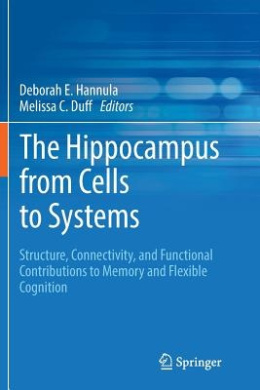 Deborah E. Hannula
Melissa C. Duff Editors
The Hippocampus
from Cells
to Systems
Structure, Connectivity, and Functional
Contributions to Memory and Flexible
Cognition
Springer